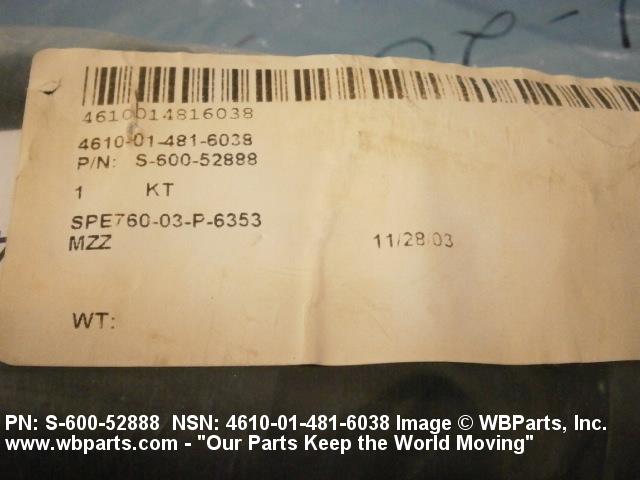 4610014816038
4610-01-481-6038
P/N: S-600-52888
1 KT
SPE760-03-P-6353
MZZ 11/28/03
WT:
PN: S-600-52888 NSN: 4610-01-481-6038 Image © WBParts, Inc.
www.wbparts.com - "Our Parts Keep the World Moving"